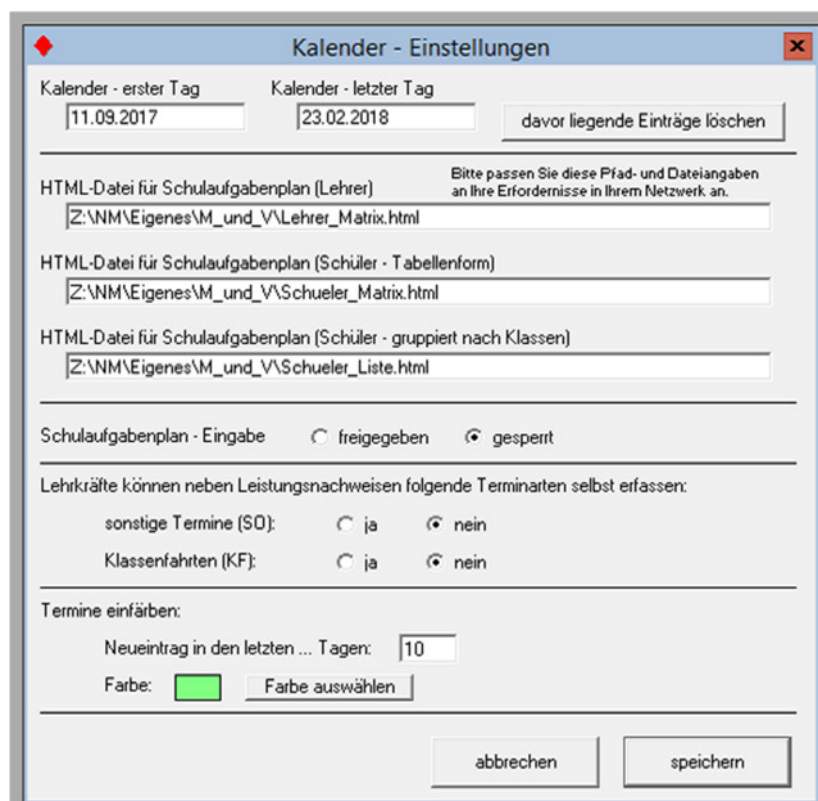 Kalender - Einstellungen
Kalender - erster Tag Kalender - letzter Tag
11.09.2017 23.02.2018 davor liegende Einträge löschen
Bitte passen Sie diese Pfad- und Dateiangaben
an Ihre Erfordernisse in Ihrem Netzwerk an.
HTML-Datei für Schulaufgabenplan (Lehrer)
Z:\NM\Eigenes\M_und_V\Lehrer_Matrix.html
HTML-Datei für Schulaufgabenplan (Schüler - Tabellenform)
Z:\NM\Eigenes\M_und_V\Schueler_Matrix.html
HTML-Datei für Schulaufgabenplan (Schüler - gruppiert nach Klassen)
Z:\NM\Eigenes\M_und_V\Schueler_Liste.html
Schulaufgabenplan - Eingabe freigegeben gesperrt
Lehrkräfte können neben Leistungsnachweisen folgende Terminarten selbst erfassen:
sonstige Termine (SO): ja nein
Klassenfahrten (KF): ja nein
Termine einfärben:
Neueintrag in den letzten ... Tagen: 10
Farbe: Farbe auswählen
abbrechen speichern